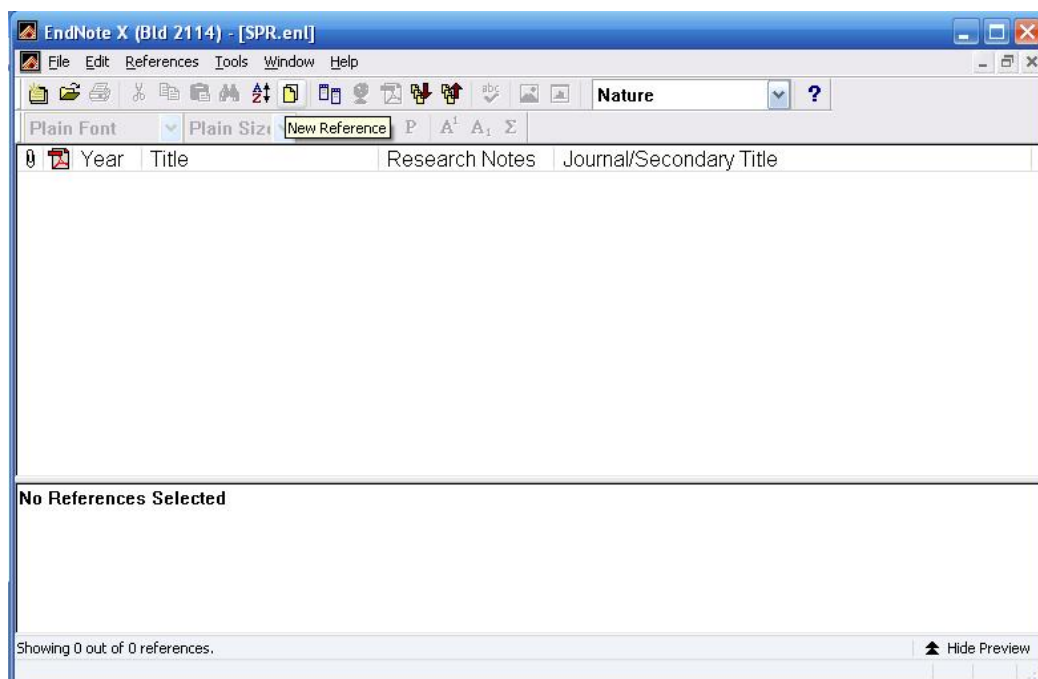 EndNote X (Bld 2114) - [SPR.enl]
File Edit References Tools Window Help
Nature ?
Plain Font Plain Siz New Reference P A¹ A₁ Σ
Year Title Research Notes Journal/Secondary Title
No References Selected
Showing 0 out of 0 references. Hide Preview